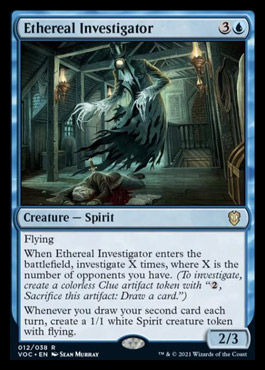 Ethereal Investigator 3
Creature — Spirit
Flying
When Ethereal Investigator enters the
battlefield, investigate X times, where X is the
number of opponents you have. (To investigate,
create a colorless Clue artifact token with “2,
Sacrifice this artifact: Draw a card.”)
Whenever you draw your second card each
turn, create a 1/1 white Spirit creature token
with flying.
2/3
012/038 R
VOC • EN Sean Murray
™ & © 2021 Wizards of the Coast